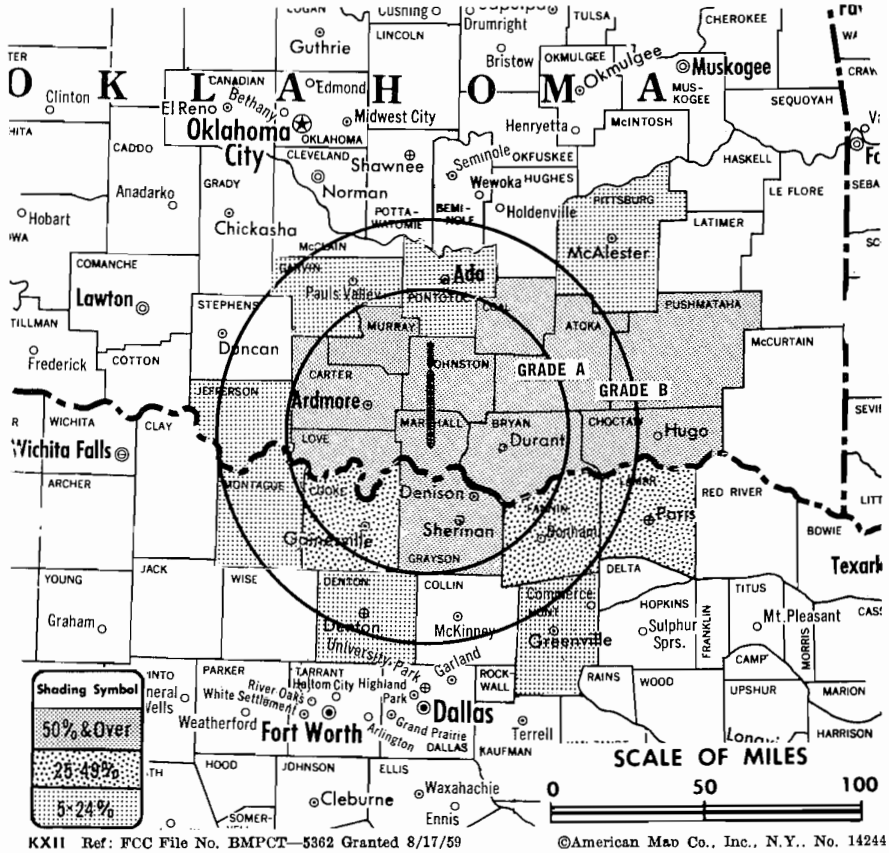 LOGAN
Cushing
Drumright
TULSA
CHEROKEE
Guthrie
LINCOLN
Bristow
OKMULGEE
Okmulgee
Muskogee
MUS-
KOGEE
OKLAHOMA
Clinton
CANADIAN
El Reno
Bethany
Edmond
Midwest City
Oklahoma
City
OKLAHOMA
Henryetta
McINTOSH
SEQUOYAH
CADDO
CLEVELAND
Shawnee
Seminole
OKFUSKEE
HASKELL
Anadarko
GRADY
Norman
Wewoka
HUGHES
LE FLORE
Hobart
Chickasha
POTTA-
WATOMIE
SEMI-
NOLE
Holdenville
PITTSBURG
LATIMER
McCLAIN
McAlester
COMANCHE
GARVIN
Ada
Lawton
Pauls Valley
PONTOTOC
COAL
PUSHMATAHA
STEPHENS
MURRAY
ATOKA
TILLMAN
McCURTAIN
Frederick
COTTON
Duncan
CARTER
JOHNSTON
GRADE A
GRADE B
JEFFERSON
Ardmore
MARSHALL
BRYAN
CHOCTAW
WICHITA
CLAY
LOVE
Durant
Hugo
Wichita Falls
ARCHER
MONTAGUE
COOKE
Denison
FANNIN
LAMAR
RED RIVER
Gainesville
Sherman
Bonham
Paris
BOWIE
GRAYSON
DELTA
YOUNG
JACK
WISE
DENTON
COLLIN
Commerce
HUNT
HOPKINS
FRANKLIN
TITUS
Graham
Denton
McKinney
Greenville
Sulphur
Sprs.
Mt. Pleasant
MORRIS
University Park
Garland
CAMP
PARKER
TARRANT
ROCK-
WALL
RAINS
WOOD
UPSHUR
MARION
White Settlement
River Oaks
Haltom City
Highland
Park
Dallas
HARRISON
Weatherford
Fort Worth
Arlington
Grand Prairie
DALLAS
Terrell
KAUFMAN
HOOD
JOHNSON
ELLIS
Cleburne
Waxahachie
Ennis
Shading Symbol
50% & Over
25-49%
5-24%
SCALE OF MILES
0 50 100
KXII Ref: FCC File No. BMPCT—5362 Granted 8/17/59
©American Map Co., Inc., N.Y.. No. 14244